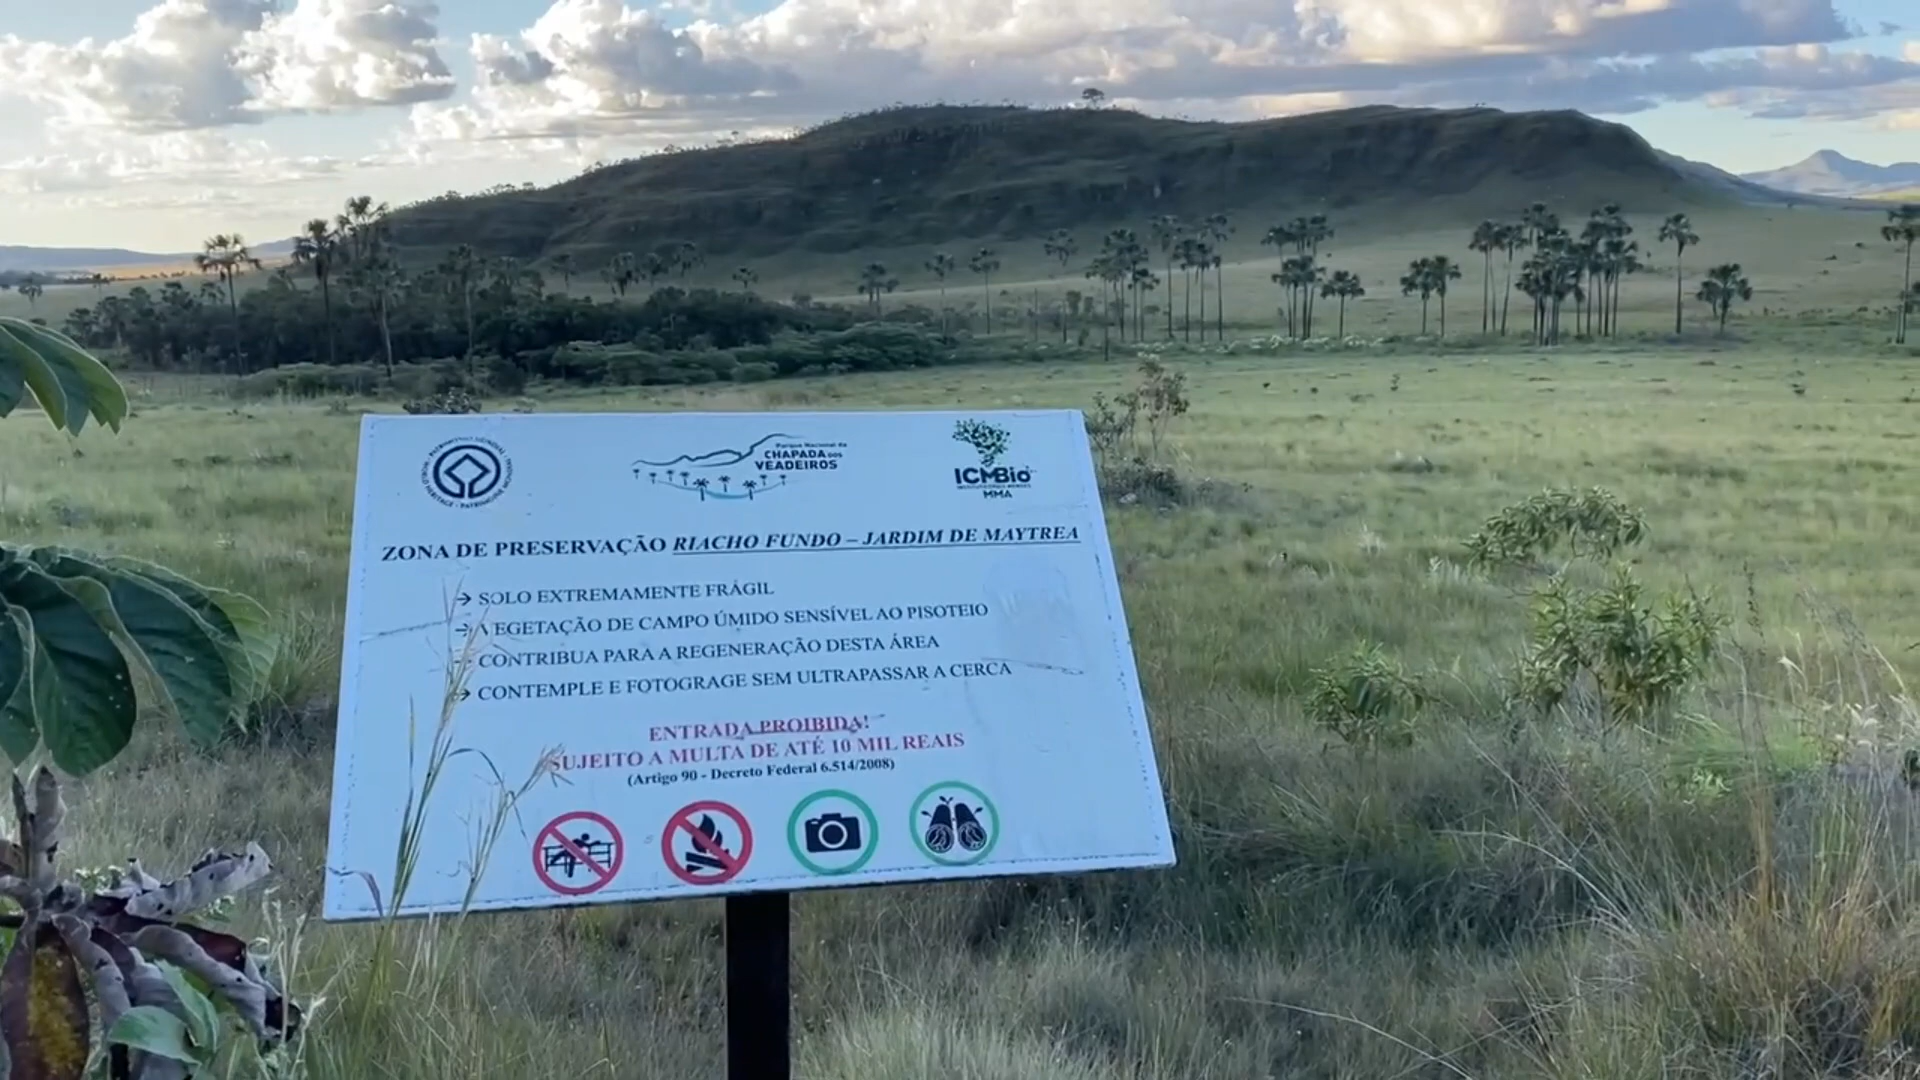 Parque Nacional da
CHAPADA DOS
VEADEIROS
ICMBio
MMA
ZONA DE PRESERVAÇÃO RIACHO FUNDO – JARDIM DE MAYTREA
→ SOLO EXTREMAMENTE FRÁGIL
→ VEGETAÇÃO DE CAMPO ÚMIDO SENSÍVEL AO PISOTEIO
→ CONTRIBUA PARA A REGENERAÇÃO DESTA ÁREA
→ CONTEMPLE E FOTOGRAGE SEM ULTRAPASSAR A CERCA
ENTRADA PROIBIDA!
SUJEITO A MULTA DE ATÉ 10 MIL REAIS
(Artigo 90 - Decreto Federal 6.514/2008)